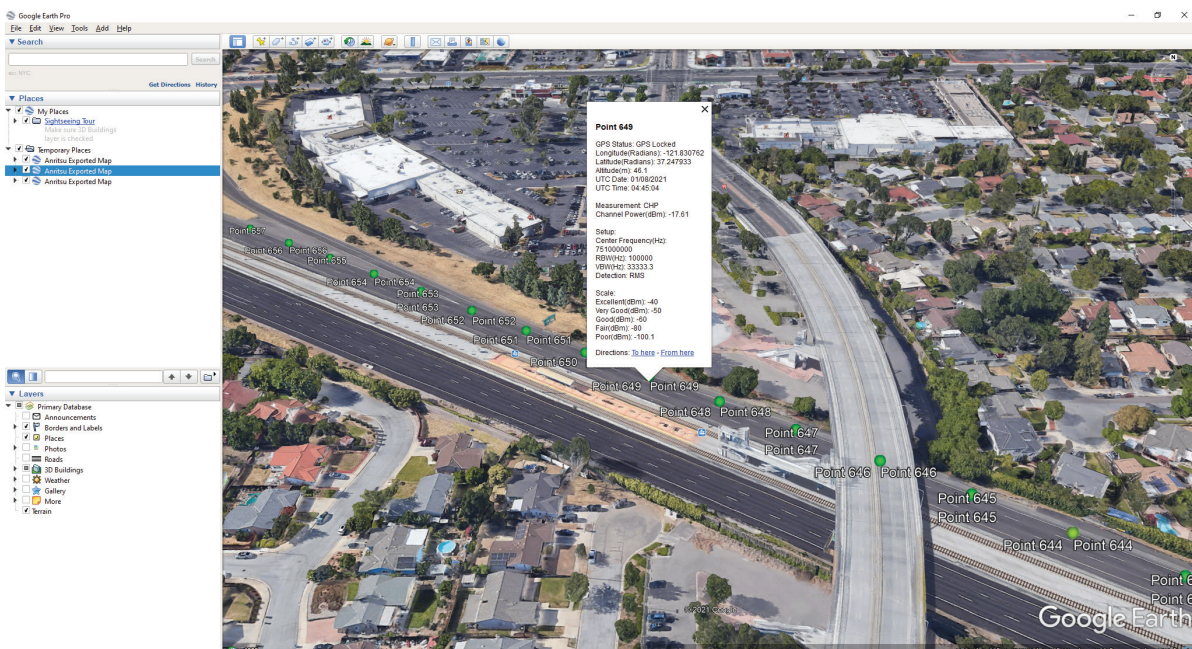 Google Earth Pro
File Edit View Tools Add Help
Search
Search
ex: NYC
Get Directions History
Places
My Places
Sightseeing Tour
Make sure 3D Buildings
layer is checked
Temporary Places
Anritsu Exported Map
Anritsu Exported Map
Anritsu Exported Map
Layers
Primary Database
Announcements
Borders and Labels
Places
Photos
Roads
3D Buildings
Weather
Gallery
More
Terrain
Point 649
GPS Status: GPS Locked
Longitude(Radians): -121.830762
Latitude(Radians): 37.247933
Altitude(m): 46.1
UTC Date: 01/08/2021
UTC Time: 04:45:04
Measurement: CHP
Channel Power(dBm): -17.61
Setup:
Center Frequency(Hz):
751000000
RBW(Hz): 100000
VBW(Hz): 33333.3
Detection: RMS
Scale:
Excellent(dBm): -40
Very Good(dBm): -50
Good(dBm): -60
Fair(dBm): -80
Poor(dBm): -100.1
Directions: To here - From here
Point 657
Point 656 Point 656
Point 655
Point 654 Point 654
Point 653
Point 653
Point 652 Point 652
Point 651 Point 651
Point 650
Point 649 Point 649
Point 648 Point 648
Point 647
Point 647
Point 646 Point 646
Point 645
Point 645
Point 644 Point 644
Point 6
Point 6
©2021 Google
Google Earth
N